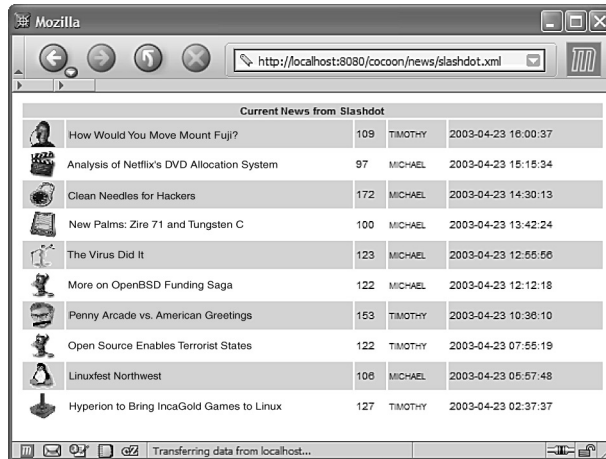 Mozilla
http://localhost:8080/cocoon/news/slashdot.xml
Current News from Slashdot
How Would You Move Mount Fuji? 109 TIMOTHY 2003-04-23 16:00:37
Analysis of Netflix's DVD Allocation System 97 MICHAEL 2003-04-23 15:15:34
Clean Needles for Hackers 172 MICHAEL 2003-04-23 14:30:13
New Palms: Zire 71 and Tungsten C 100 MICHAEL 2003-04-23 13:42:24
The Virus Did It 123 MICHAEL 2003-04-23 12:55:56
More on OpenBSD Funding Saga 122 MICHAEL 2003-04-23 12:12:18
Penny Arcade vs. American Greetings 153 TIMOTHY 2003-04-23 10:36:10
Open Source Enables Terrorist States 122 TIMOTHY 2003-04-23 07:55:19
Linuxfest Northwest 106 MICHAEL 2003-04-23 05:57:48
Hyperion to Bring IncaGold Games to Linux 127 TIMOTHY 2003-04-23 02:37:37
Transferring data from localhost...